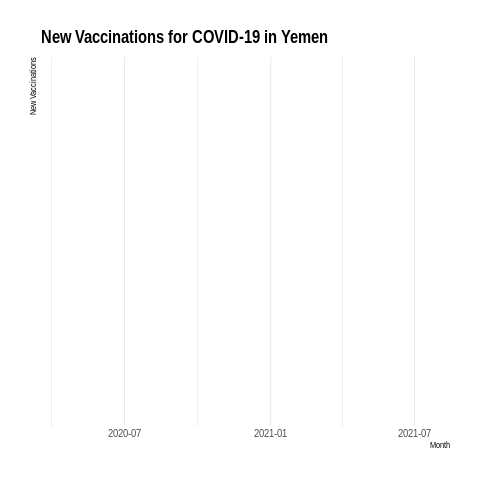 New Vaccinations for COVID-19 in Yemen
New Vaccinations
2020-07
2021-01
2021-07
Month